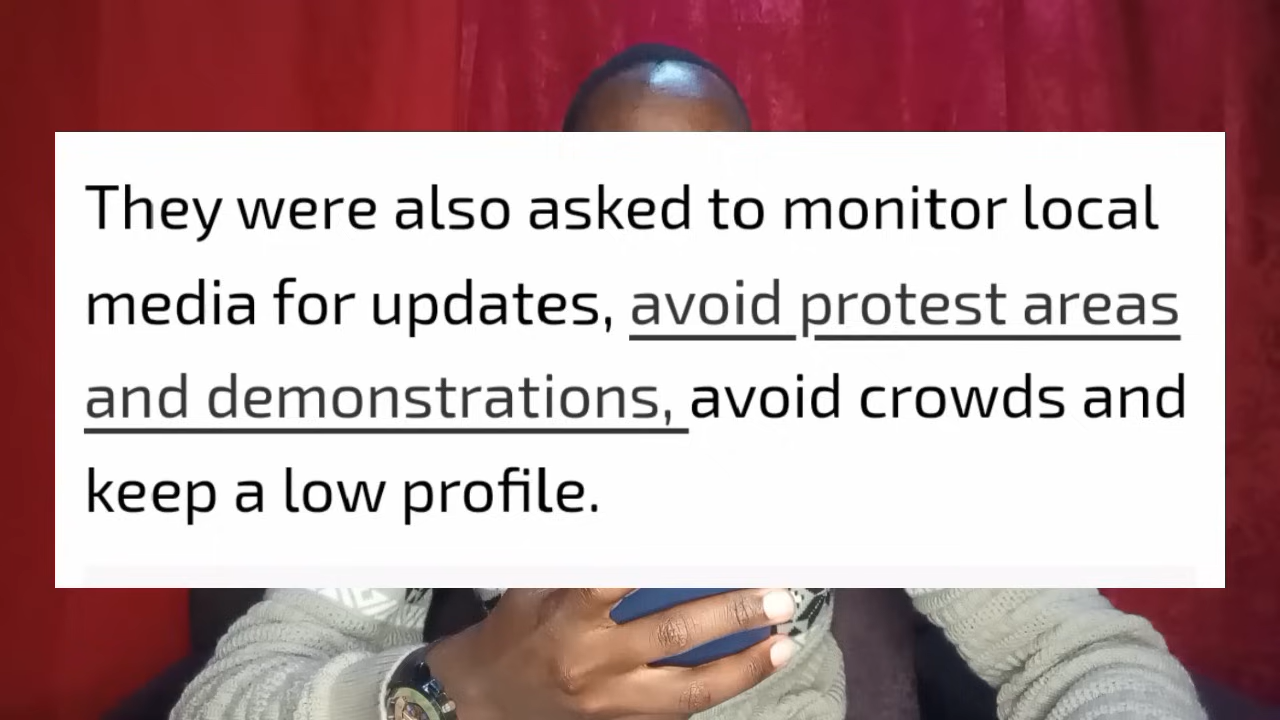 They were also asked to monitor local
media for updates, avoid protest areas
and demonstrations, avoid crowds and
keep a low profile.